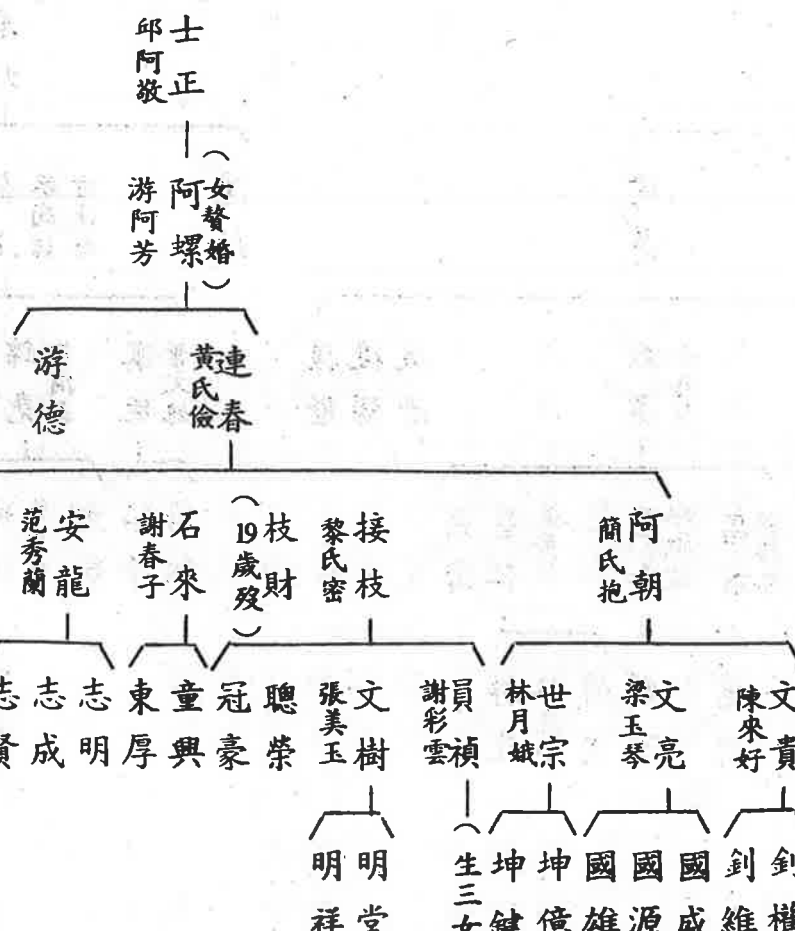 士正
邱阿敬
（女贅婚）
阿螺
游阿芳
連春
黃氏儉
游德
阿朝
簡氏抱
接枝
黎氏密
枝財
（19歲歿）
石來
謝春子
安龍
范秀蘭
文貴
陳來好
文亮
梁玉琴
世宗
林月娥
員禎
謝彩雲
文樹
張美玉
聰榮
冠豪
童興
東厚
志明
志成
志賢
釗權
釗維
國盛
國源
國雄
坤億
坤鍵
（生三女
明堂
明祥